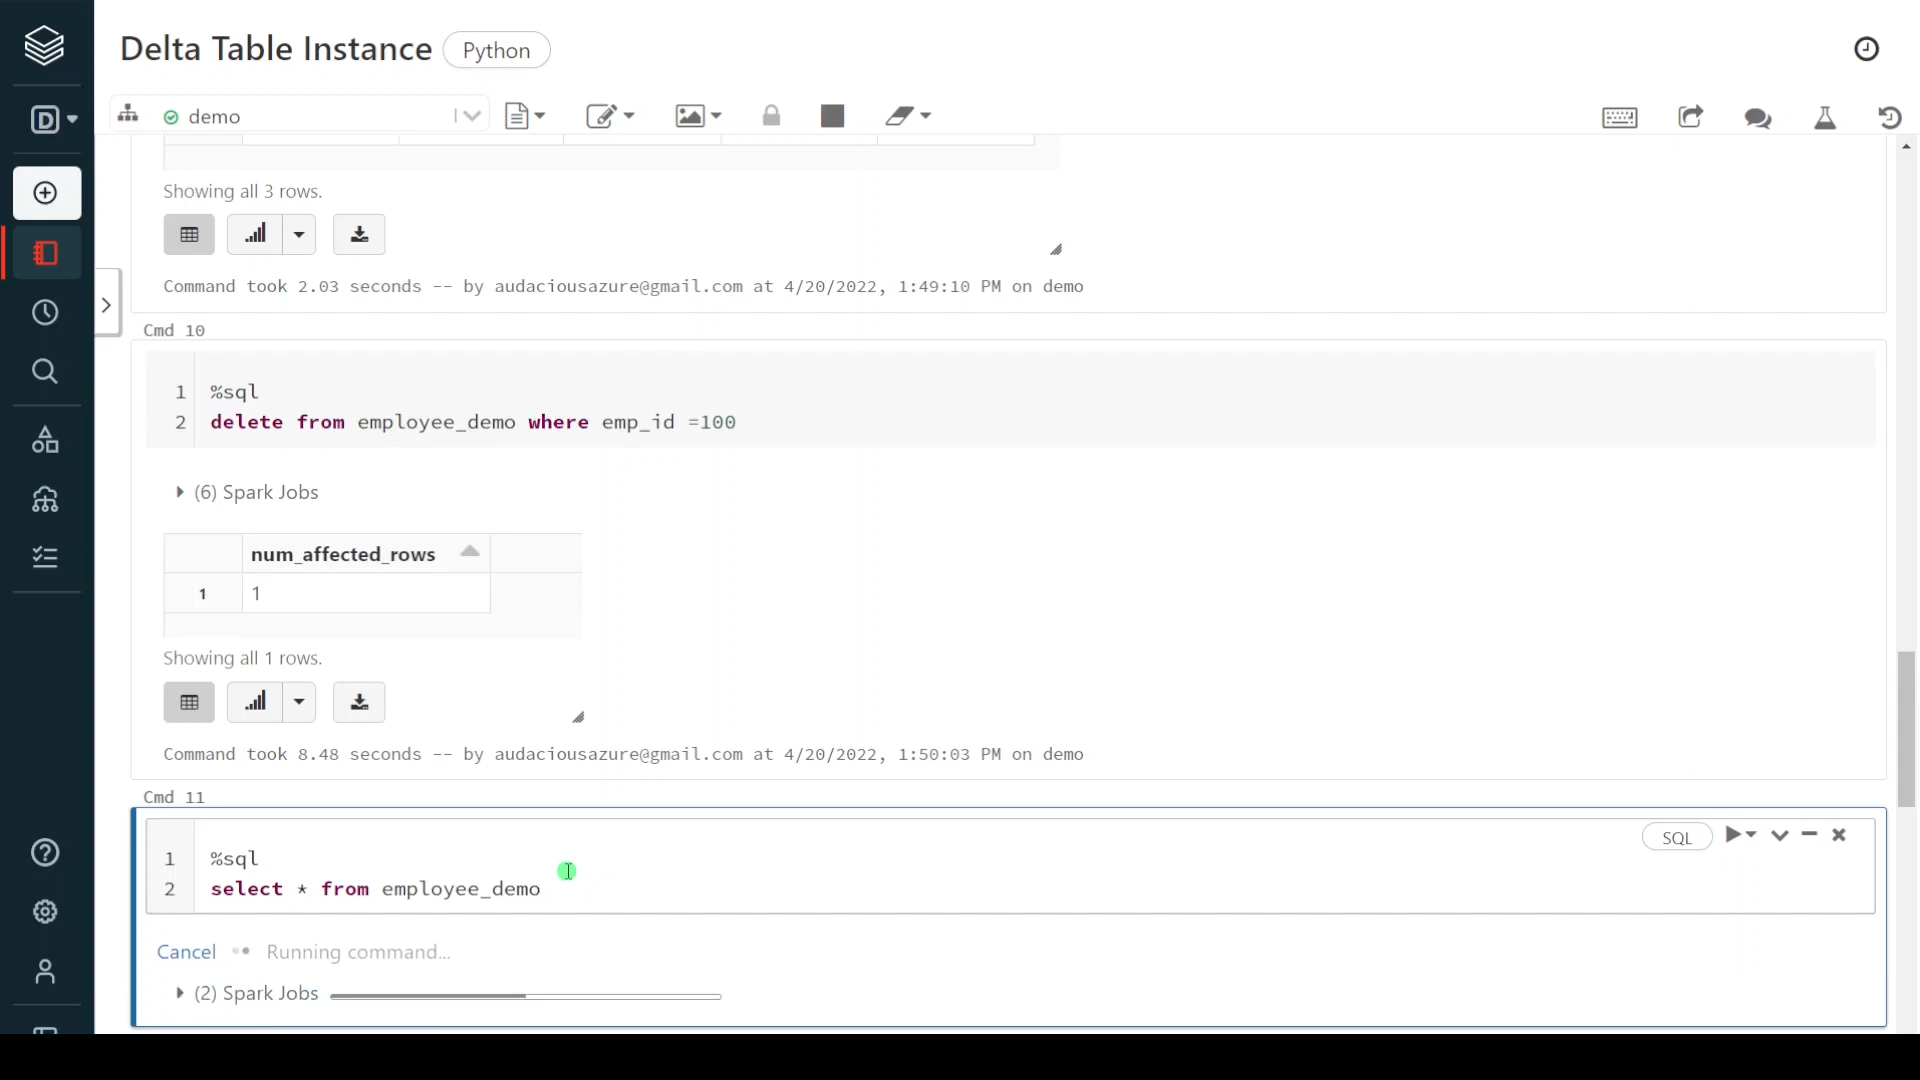 Delta Table Instance Python
D
demo
Showing all 3 rows.
Command took 2.03 seconds -- by audaciousazure@gmail.com at 4/20/2022, 1:49:10 PM on demo
Cmd 10
1 %sql
2 delete from employee_demo where emp_id =100
(6) Spark Jobs
num_affected_rows
1 1
Showing all 1 rows.
Command took 8.48 seconds -- by audaciousazure@gmail.com at 4/20/2022, 1:50:03 PM on demo
Cmd 11
SQL
1 %sql
2 select * from employee_demo
Cancel Running command...
(2) Spark Jobs